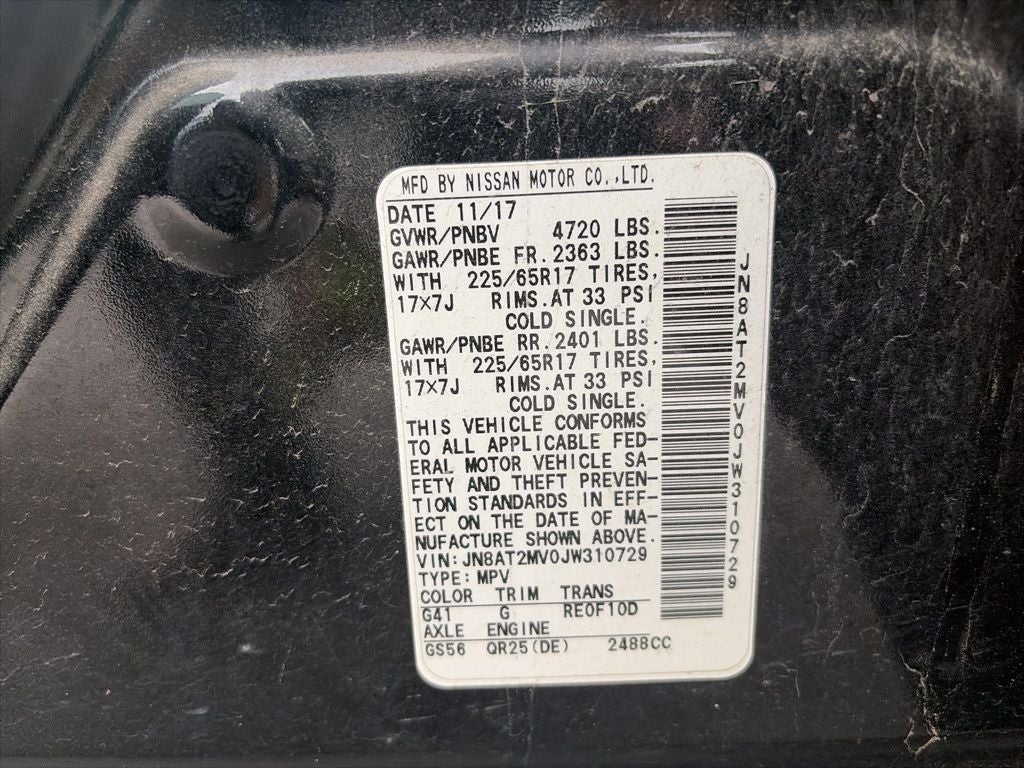 MFD BY NISSAN MOTOR CO.,LTD.
DATE 11/17
GVWR/PNBV 4720 LBS.
GAWR/PNBE FR. 2363 LBS.
WITH 225/65R17 TIRES,
17×7J RIMS. AT 33 PSI
COLD SINGLE.
GAWR/PNBE RR. 2401 LBS.
WITH 225/65R17 TIRES,
17×7J RIMS. AT 33 PSI
COLD SINGLE.
THIS VEHICLE CONFORMS
TO ALL APPLICABLE FED-
ERAL MOTOR VEHICLE SA-
FETY AND THEFT PREVEN-
TION STANDARDS IN EFF-
ECT ON THE DATE OF MA-
NUFACTURE SHOWN ABOVE.
VIN:JN8AT2MV0JW310729
TYPE:MPV
COLOR TRIM TRANS
G41 G RE0F10D
AXLE ENGINE
GS56 QR25(DE) 2488CC
JN8AT2MV0JW310729